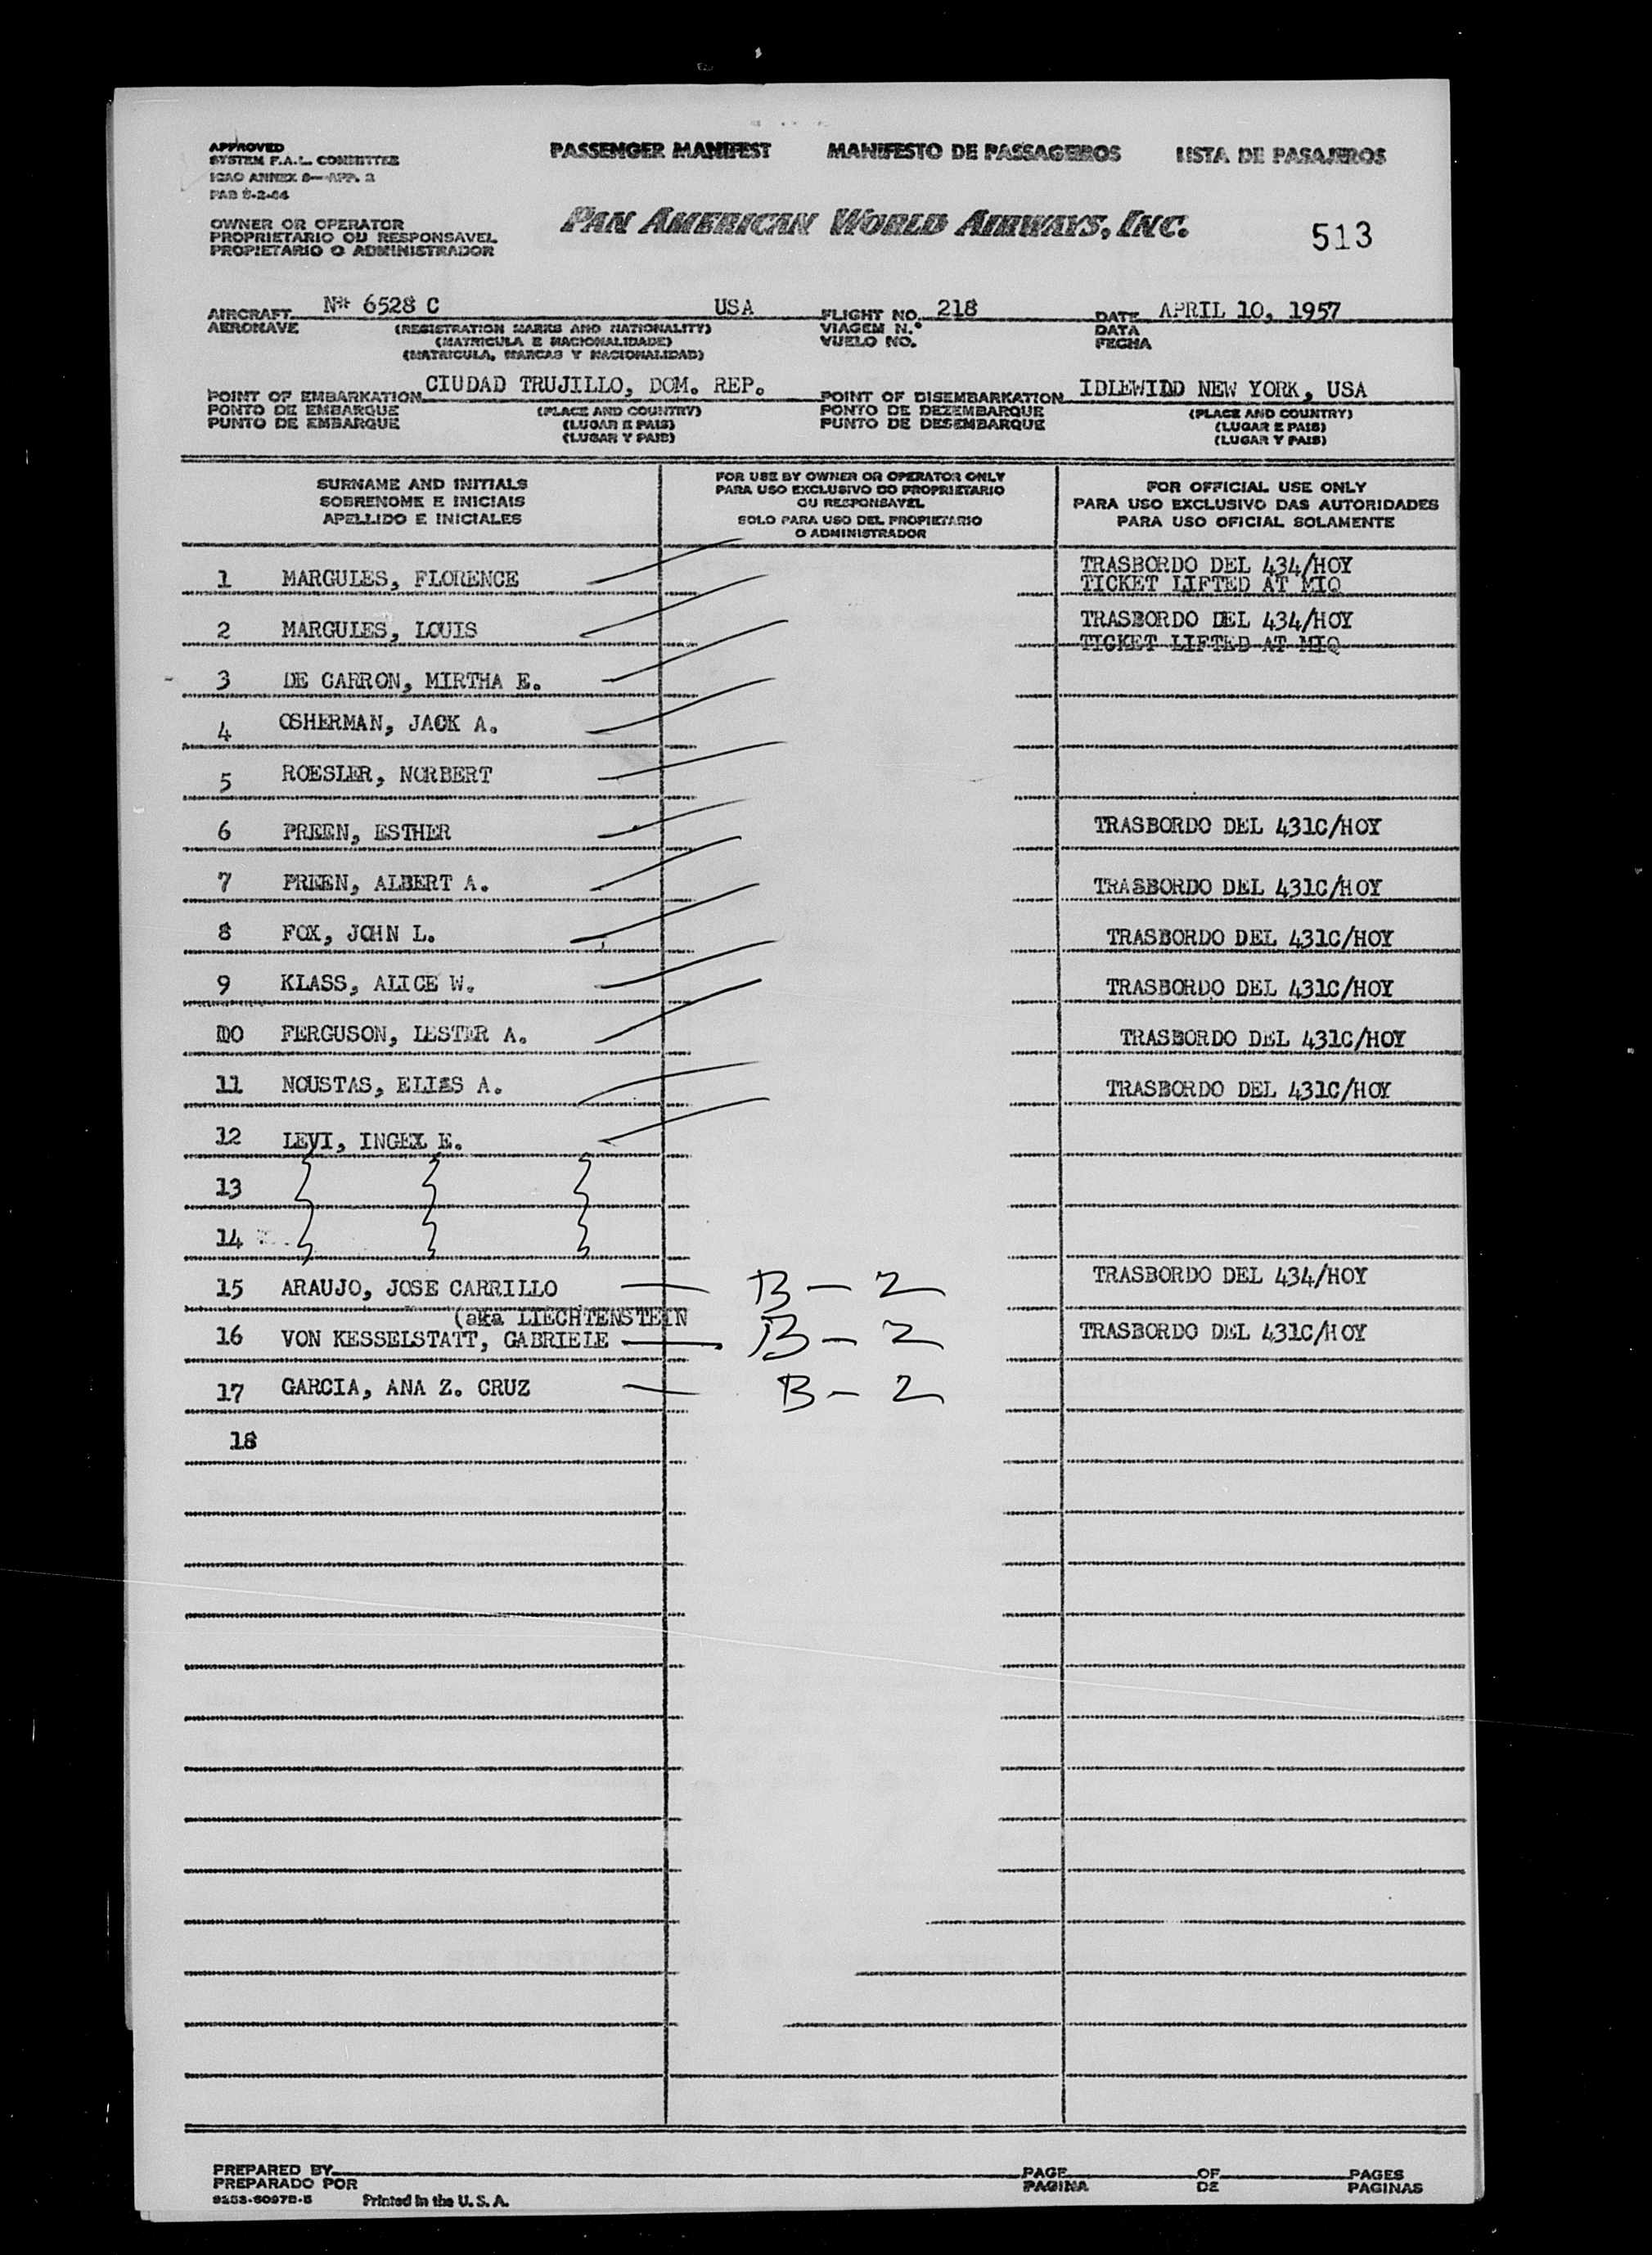 APPROVED
SYSTEM F.A.L. COMMITTEE
ICAO ANNEX 9—APP. 2
PASSENGER MANIFEST MANIFESTO DE PASSAGEIROS LISTA DE PASAJEROS
OWNER OR OPERATOR
PROPRIETARIO OU RESPONSAVEL
PROPIETARIO O ADMINISTRADOR
PAN AMERICAN WORLD AIRWAYS, INC.
513
AIRCRAFT N** 6528 C USA FLIGHT NO. 218 DATE APRIL 10, 1957
AERONAVE (REGISTRATION MARKS AND NATIONALITY) VIAGEM N.° DATA
(MATRICULA E NACIONALIDADE) VUELO NO. FECHA
(MATRICULA, MARCAS Y NACIONALIDAD)
POINT OF EMBARKATION CIUDAD TRUJILLO, DOM. REP. POINT OF DISEMBARKATION IDLEWILD NEW YORK, USA
PONTO DE EMBARQUE (PLACE AND COUNTRY) PONTO DE DEZEMBARQUE (PLACE AND COUNTRY)
PUNTO DE EMBARQUE (LUGAR E PAIS) PUNTO DE DESEMBARQUE (LUGAR E PAIS)
(LUGAR Y PAIS) (LUGAR Y PAIS)
SURNAME AND INITIALS
SOBRENOME E INICIAIS
APELLIDO E INICIALES
FOR USE BY OWNER OR OPERATOR ONLY
PARA USO EXCLUSIVO DO PROPRIETARIO
OU RESPONSAVEL
SOLO PARA USO DEL PROPIETARIO
O ADMINISTRADOR
FOR OFFICIAL USE ONLY
PARA USO EXCLUSIVO DAS AUTORIDADES
PARA USO OFICIAL SOLAMENTE
1 MARGULES, FLORENCE TRASBORDO DEL 434/HOY
TICKET LIFTED AT MIQ
2 MARGULES, LOUIS TRASBORDO DEL 434/HOY
TICKET LIFTED AT MIQ
3 DE CARRON, MIRTHA E.
4 OSHERMAN, JACK A.
5 ROESLER, NORBERT
6 PREEN, ESTHER TRASBORDO DEL 431C/HOY
7 PREEN, ALBERT A. TRASBORDO DEL 431C/HOY
8 FOX, JOHN L. TRASBORDO DEL 431C/HOY
9 KLASS, ALICE W. TRASBORDO DEL 431C/HOY
10 FERGUSON, LESTER A. TRASBORDO DEL 431C/HOY
11 NOUSTAS, ELIAS A. TRASBORDO DEL 431C/HOY
12 LEVI, E.
13
14
15 ARAUJO, JOSE CARRILLO B-2 TRASBORDO DEL 434/HOY
(aka LIECHTENSTEIN
16 VON KESSELSTATT, GABRIELE B-2 TRASBORDO DEL 431C/HOY
17 GARCIA, ANA Z. CRUZ B-2
18
PREPARED BY PAGE OF PAGES
PREPARADO POR PAGINA DE PAGINAS
Printed in the U. S. A.